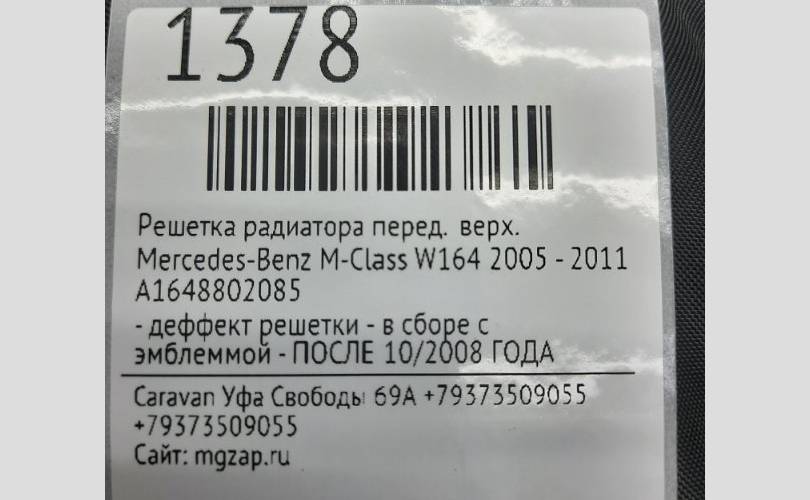 1378
Решетка радиатора перед. верх.
Mercedes-Benz M-Class W164 2005 - 2011
A1648802085
- деффект решетки - в сборе с
эмблеммой - ПОСЛЕ 10/2008 ГОДА
Caravan Уфа Свободы 69А +79373509055
+79373509055
Сайт: mgzap.ru